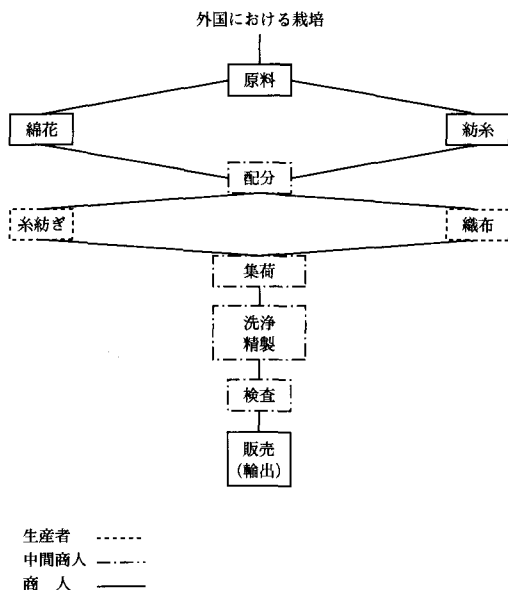 外国における栽培
原料
綿花
紡糸
配分
糸紡ぎ
織布
集荷
洗浄
精製
検査
販売
(輸出)
生産者
中間商人
商 人